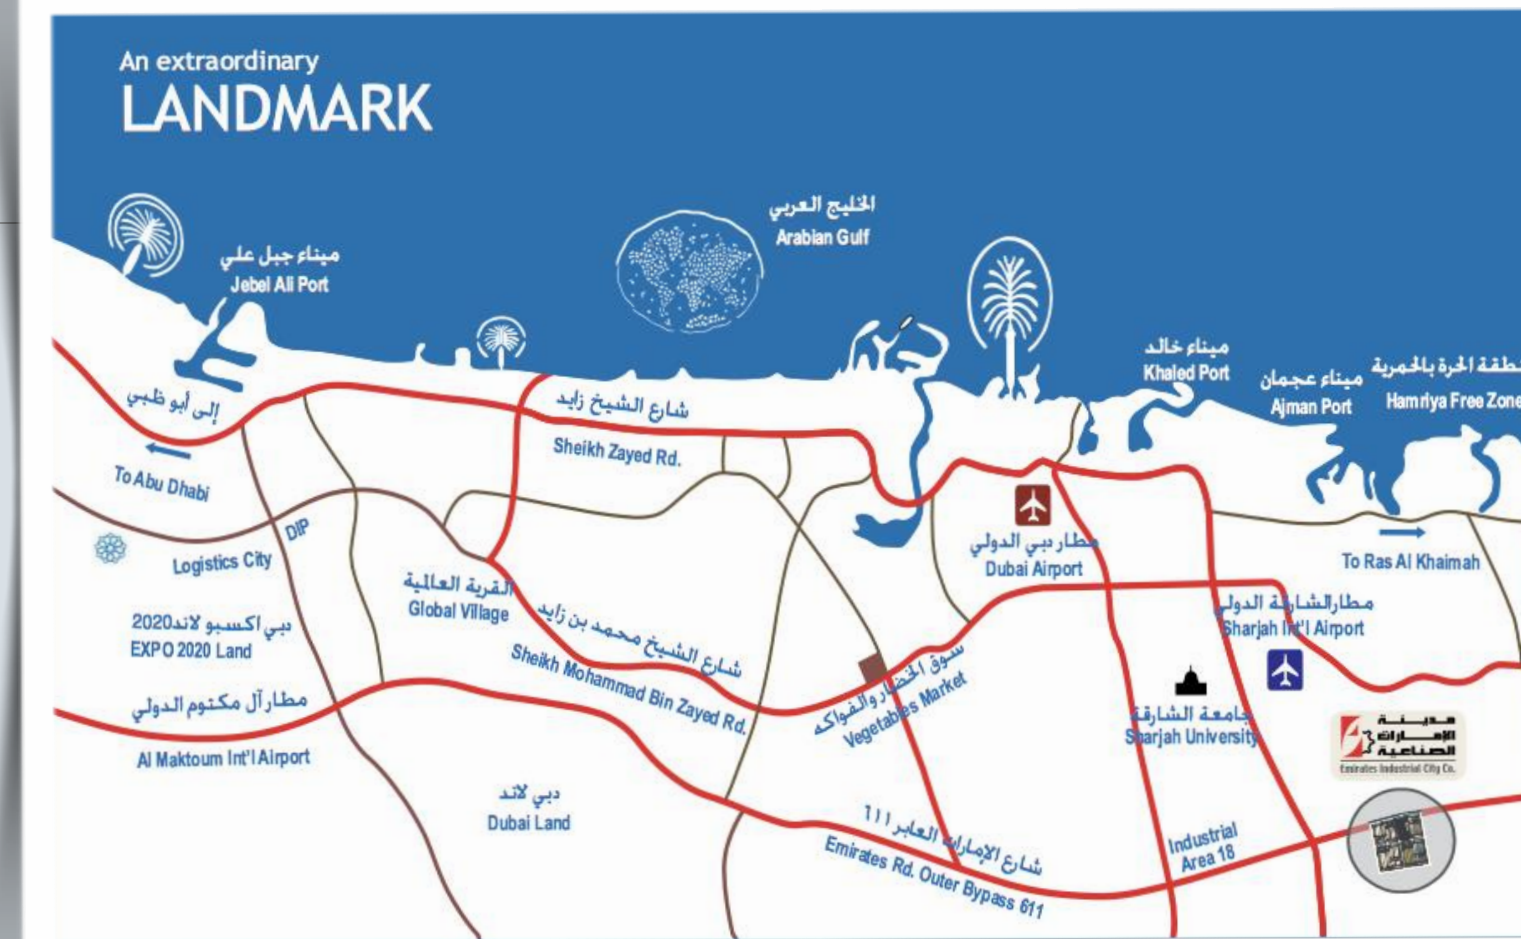 An extraordinary
LANDMARK
الخليج العربي
Arabian Gulf
ميناء جبل علي
Jebel Ali Port
ميناء خالد
Khaled Port
ميناء عجمان
Ajman Port
الحرة بالحمرية
Hamriya Free Zone
إلى أبو ظبي
To Abu Dhabi
شارع الشيخ زايد
Sheikh Zayed Rd.
DIP
Logistics City
مطار دبي الدولي
Dubai Airport
To Ras Al Khaimah
القرية العالمية
Global Village
دبي اكسبو لاند2020
EXPO 2020 Land
شارع الشيخ محمد بن زايد
Sheikh Mohammad Bin Zayed Rd.
مطارالشارقة الدولي
Sharjah Int'l Airport
سوق الخضار والفواكه
Vegetables Market
مطار آل مكتوم الدولي
Al Maktoum Int'l Airport
جامعة الشارقة
Sharjah University
مدينة
الإمارات
الصناعية
Emirates Industrial City Co.
دبي لاند
Dubai Land
شارع الإمارات العابر ٦١١
Emirates Rd. Outer Bypass 611
Industrial
Area 18